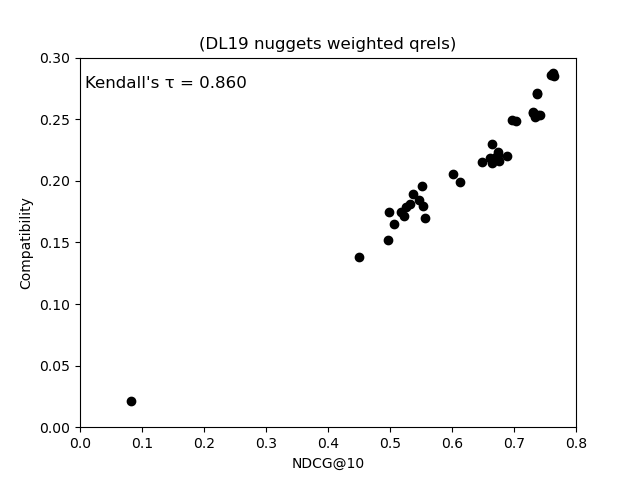 (DL19 nuggets weighted qrels)
Kendall's τ = 0.860
0.30
0.25
0.20
0.15
0.10
0.05
0.00
Compatibility
0.0 0.1 0.2 0.3 0.4 0.5 0.6 0.7 0.8
NDCG@10